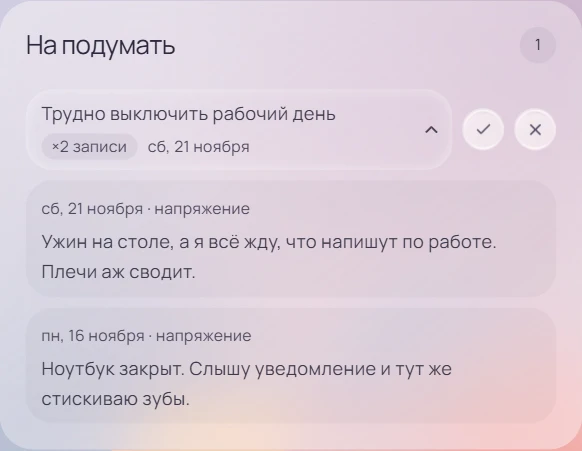 На подумать
1
Трудно выключить рабочий день
×2 записи сб, 21 ноября
сб, 21 ноября · напряжение
Ужин на столе, а я всё жду, что напишут по работе.
Плечи аж сводит.
пн, 16 ноября · напряжение
Ноутбук закрыт. Слышу уведомление и тут же
стискиваю зубы.